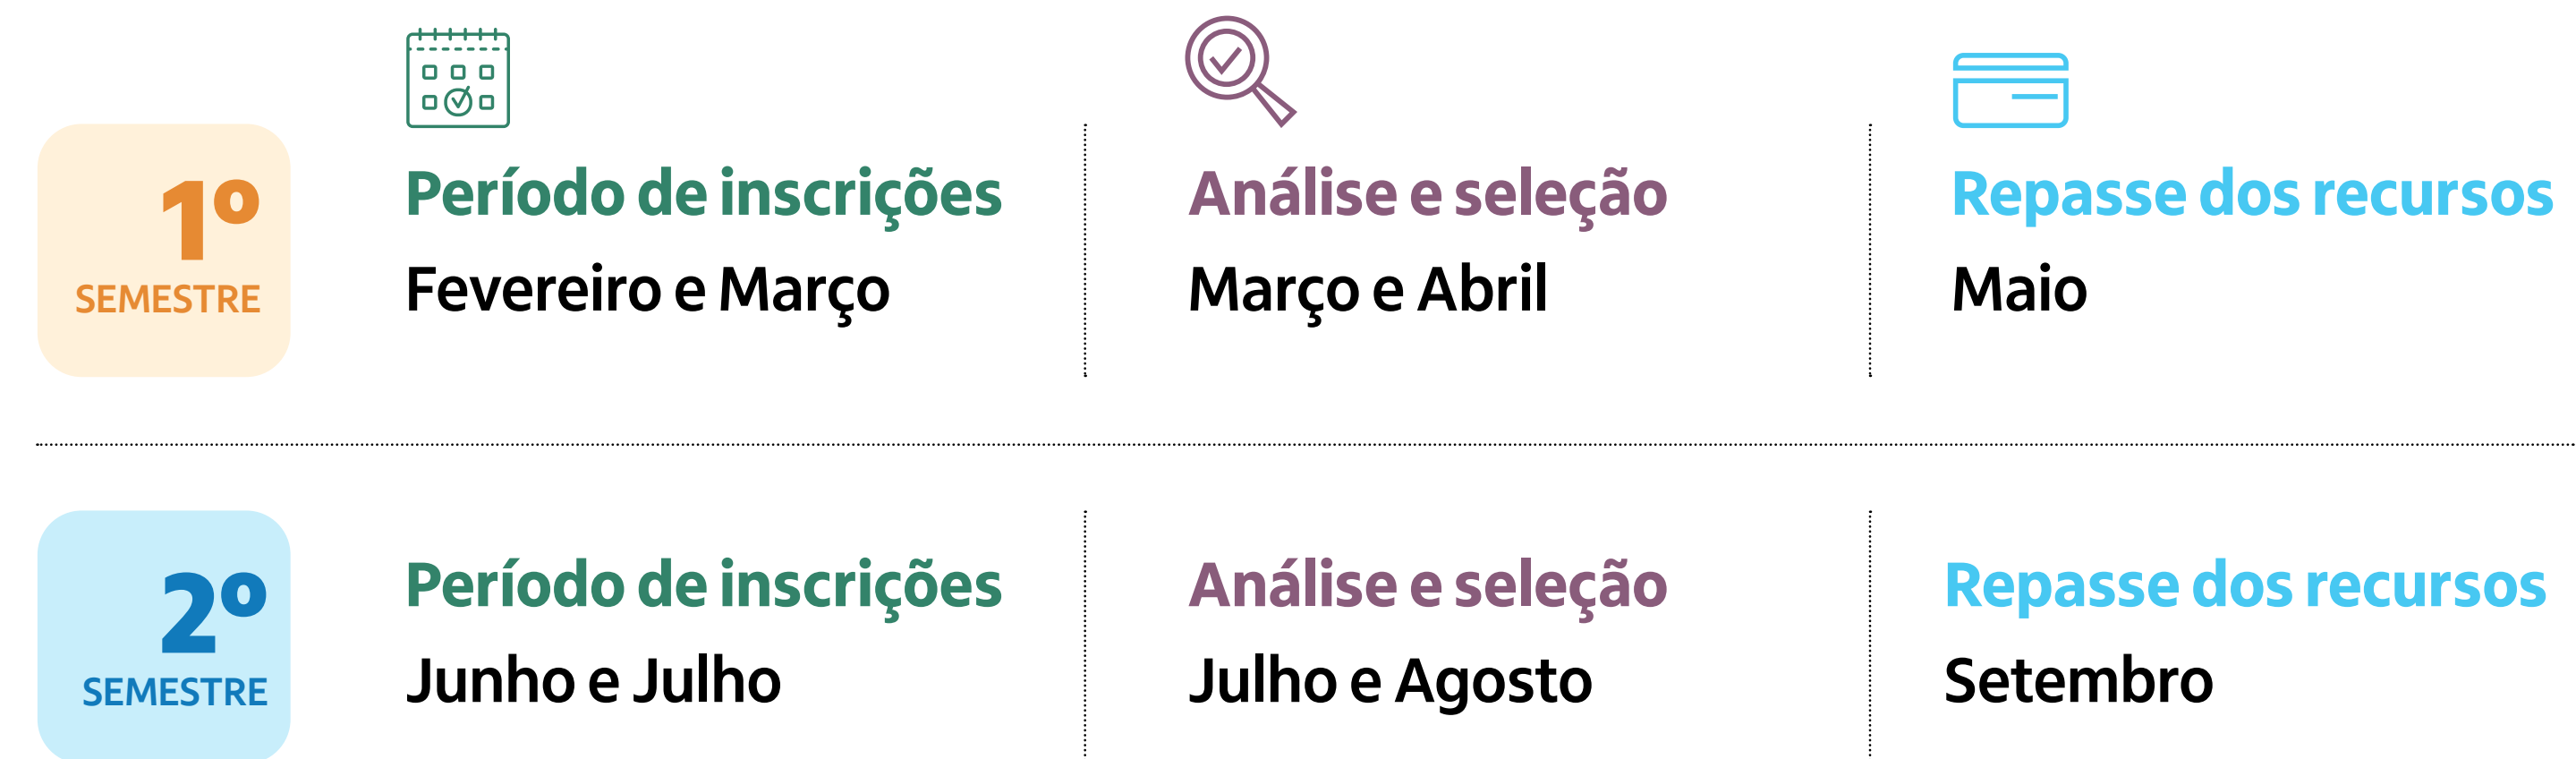 1º
SEMESTRE
Período de inscrições
Fevereiro e Março
Análise e seleção
Março e Abril
Repasse dos recursos
Maio
2º
SEMESTRE
Período de inscrições
Junho e Julho
Análise e seleção
Julho e Agosto
Repasse dos recursos
Setembro